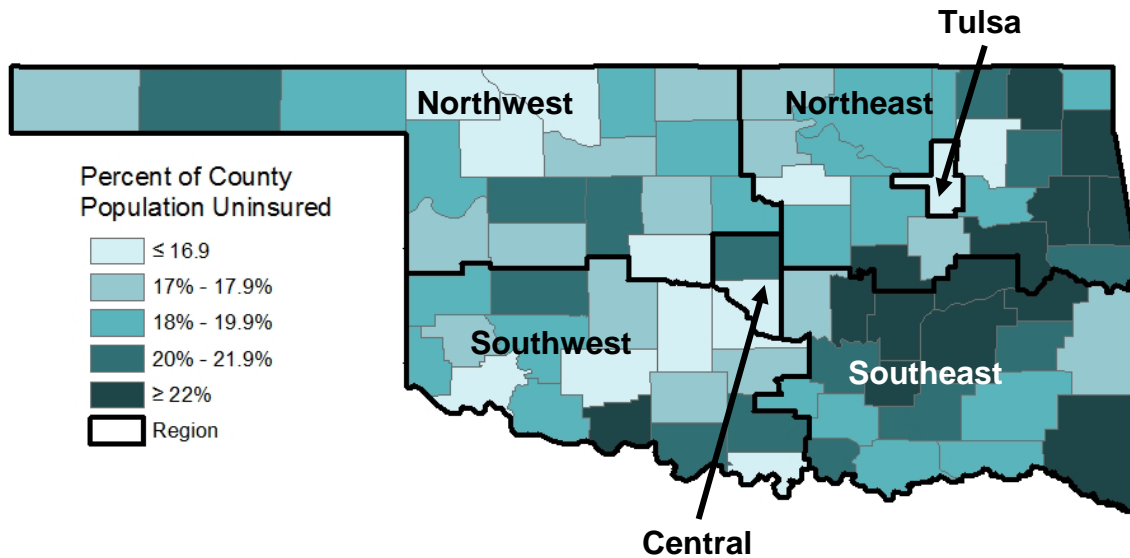 Tulsa
Northwest
Northeast
Percent of County
Population Uninsured
≤ 16.9
17% - 17.9%
18% - 19.9%
20% - 21.9%
≥ 22%
Region
Southwest
Southeast
Central